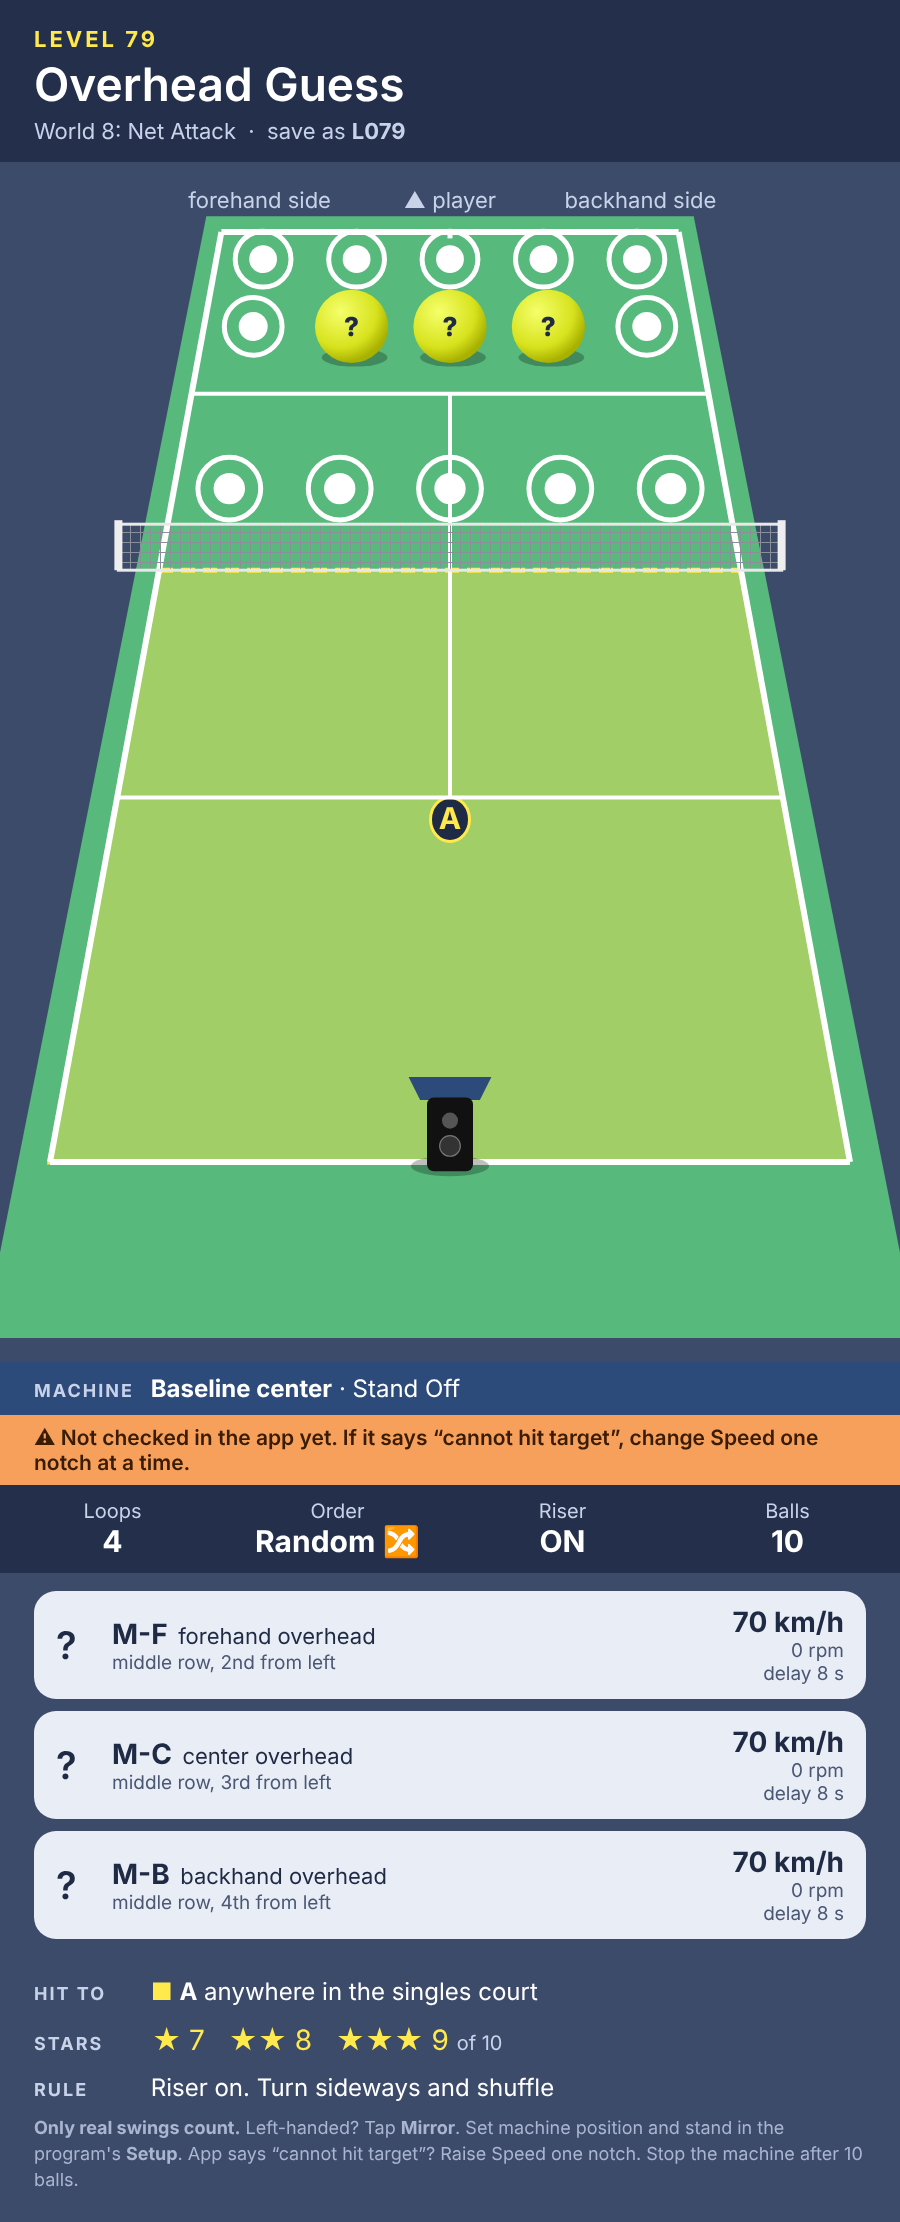 LEVEL 79
Overhead Guess
World 8: Net Attack · save as L079
forehand side ▲ player backhand side
? ? ?
A
MACHINE Baseline center · Stand Off
⚠ Not checked in the app yet. If it says “cannot hit target”, change Speed one
notch at a time.
Loops Order Riser Balls
4 Random 🔀 ON 10
? M-F forehand overhead 70 km/h
middle row, 2nd from left 0 rpm
delay 8 s
? M-C center overhead 70 km/h
middle row, 3rd from left 0 rpm
delay 8 s
? M-B backhand overhead 70 km/h
middle row, 4th from left 0 rpm
delay 8 s
HIT TO ■ A anywhere in the singles court
STARS ★ 7 ★★ 8 ★★★ 9 of 10
RULE Riser on. Turn sideways and shuffle
Only real swings count. Left-handed? Tap Mirror. Set machine position and stand in the
program's Setup. App says “cannot hit target”? Raise Speed one notch. Stop the machine after 10
balls.